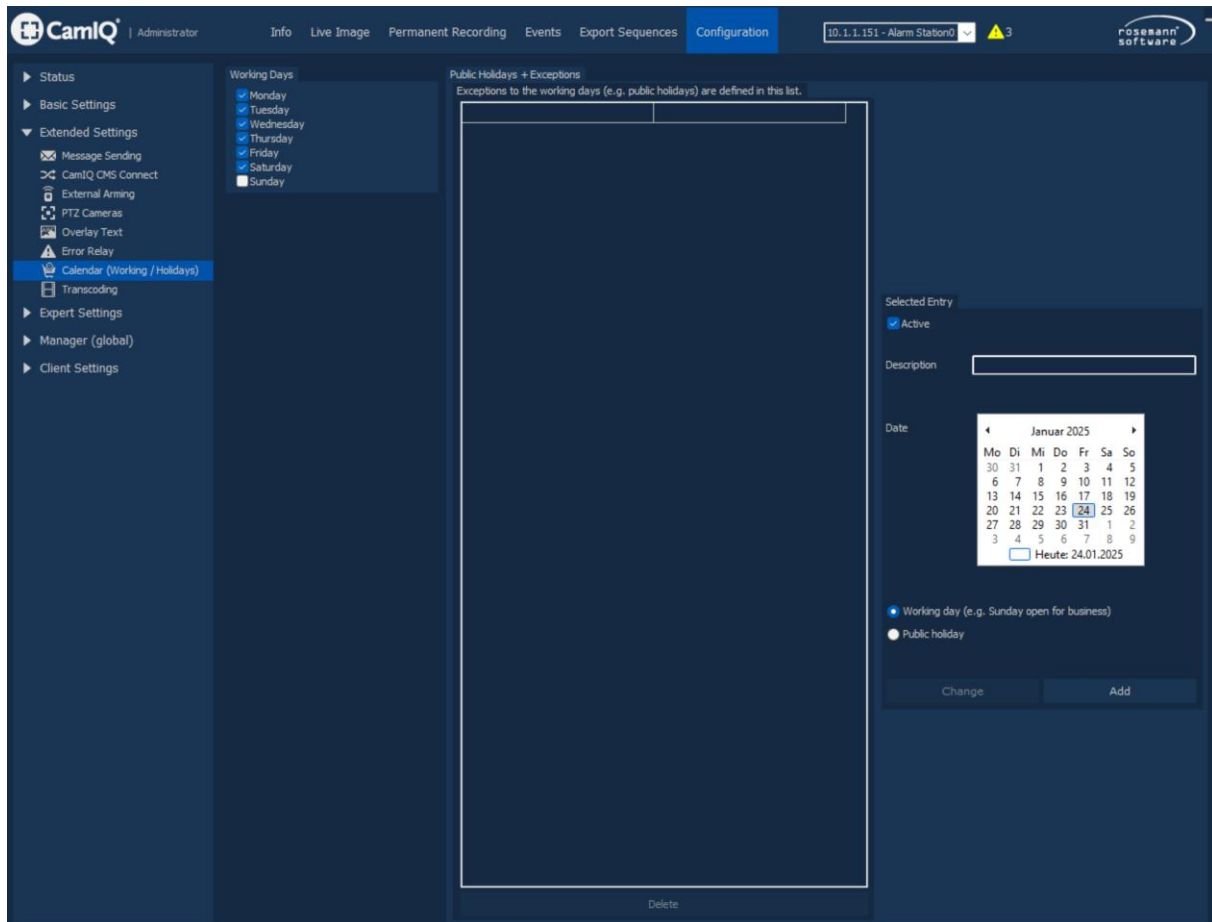 CamIQ | Administrator
Info Live Image Permanent Recording Events Export Sequences Configuration
10.1.1.151 - Alarm Station0
3
rosemann software
Status
Basic Settings
Extended Settings
Message Sending
CamIQ CMS Connect
External Arming
PTZ Cameras
Overlay Text
Error Relay
Calendar (Working / Holidays)
Transcoding
Expert Settings
Manager (global)
Client Settings
Working Days
Monday
Tuesday
Wednesday
Thursday
Friday
Saturday
Sunday
Public Holidays + Exceptions
Exceptions to the working days (e.g. public holidays) are defined in this list.
Delete
Selected Entry
Active
Description
Date
Januar 2025
Mo Di Mi Do Fr Sa So
30 31 1 2 3 4 5
6 7 8 9 10 11 12
13 14 15 16 17 18 19
20 21 22 23 24 25 26
27 28 29 30 31 1 2
3 4 5 6 7 8 9
Heute: 24.01.2025
Working day (e.g. Sunday open for business)
Public holiday
Change Add